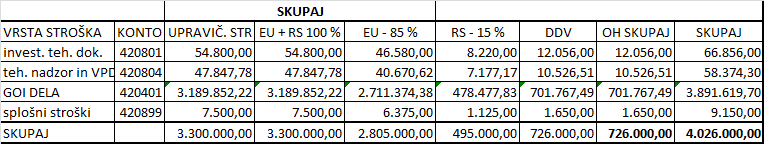 SKUPAJ
VRSTA STROŠKA KONTO UPRAVIČ. STR EU + RS 100 % EU - 85 % RS - 15 % DDV OH SKUPAJ SKUPAJ
invest. teh. dok. 420801 54.800,00 54.800,00 46.580,00 8.220,00 12.056,00 12.056,00 66.856,00
teh. nadzor in VPD 420804 47.847,78 47.847,78 40.670,62 7.177,17 10.526,51 10.526,51 58.374,30
GOI DELA 420401 3.189.852,22 3.189.852,22 2.711.374,38 478.477,83 701.767,49 701.767,49 3.891.619,70
splošni stroški 420899 7.500,00 7.500,00 6.375,00 1.125,00 1.650,00 1.650,00 9.150,00
SKUPAJ 3.300.000,00 3.300.000,00 2.805.000,00 495.000,00 726.000,00 726.000,00 4.026.000,00